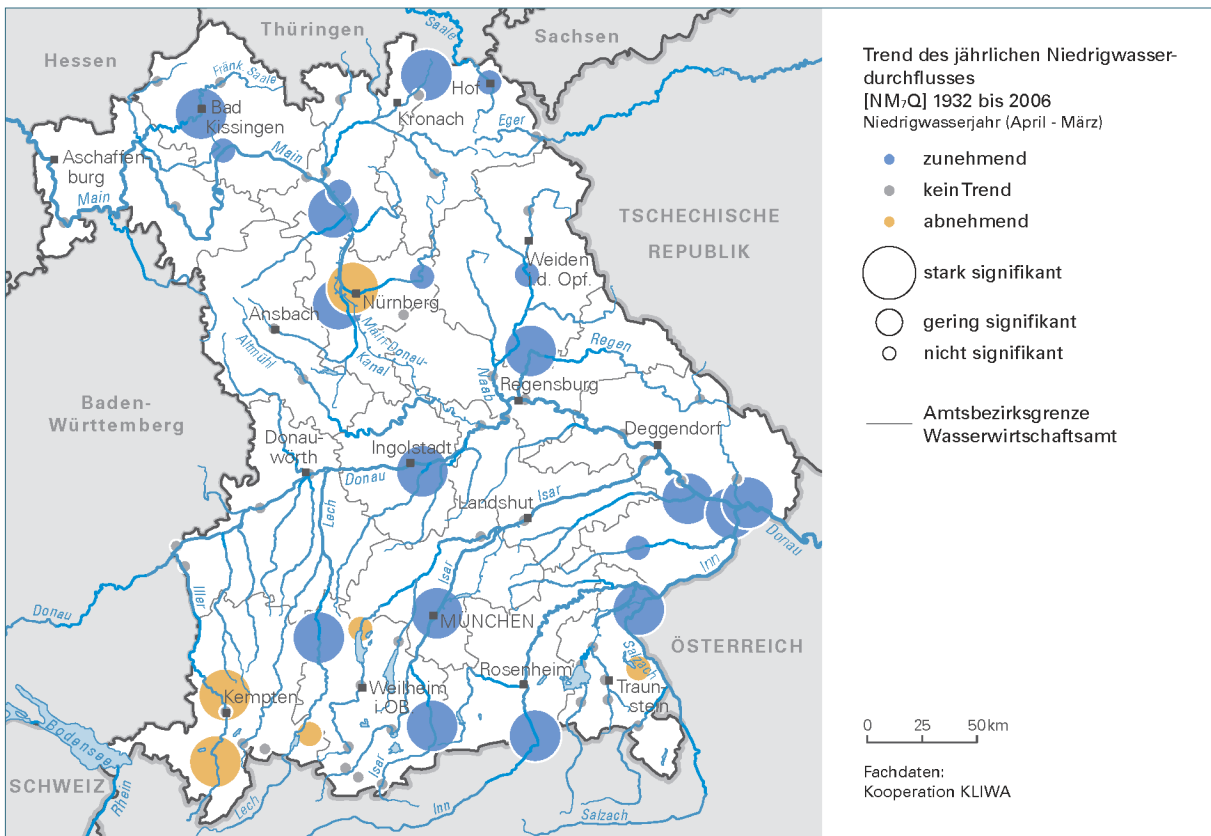 Thüringen
Saale
Sachsen
Hessen
Fränk. Saale
Hof
Bad
Kissingen
Kronach
Eger
Main
Aschaffen
burg
Main
TSCHECHISCHE
REPUBLIK
Weiden
i.d. Opf.
Nürnberg
Ansbach
Main-Donau-
Kanal
Altmühl
Regen
Naab
Regensburg
Baden-
Württemberg
Deggendorf
Donau-
wörth
Ingolstadt
Donau
Lech
Landshut
Isar
Donau
Inn
Isar
Iller
Donau
MÜNCHEN
ÖSTERREICH
Salzach
Rosenheim
Kempten
Weilheim
i.OB
Traun-
stein
Bodensee
SCHWEIZ
Rhein
Lech
Isar
Inn
Salzach
Trend des jährlichen Niedrigwasser-
durchflusses
[NM₇Q] 1932 bis 2006
Niedrigwasserjahr (April - März)
zunehmend
kein Trend
abnehmend
stark signifikant
gering signifikant
nicht signifikant
Amtsbezirksgrenze
Wasserwirtschaftsamt
0 25 50 km
Fachdaten:
Kooperation KLIWA